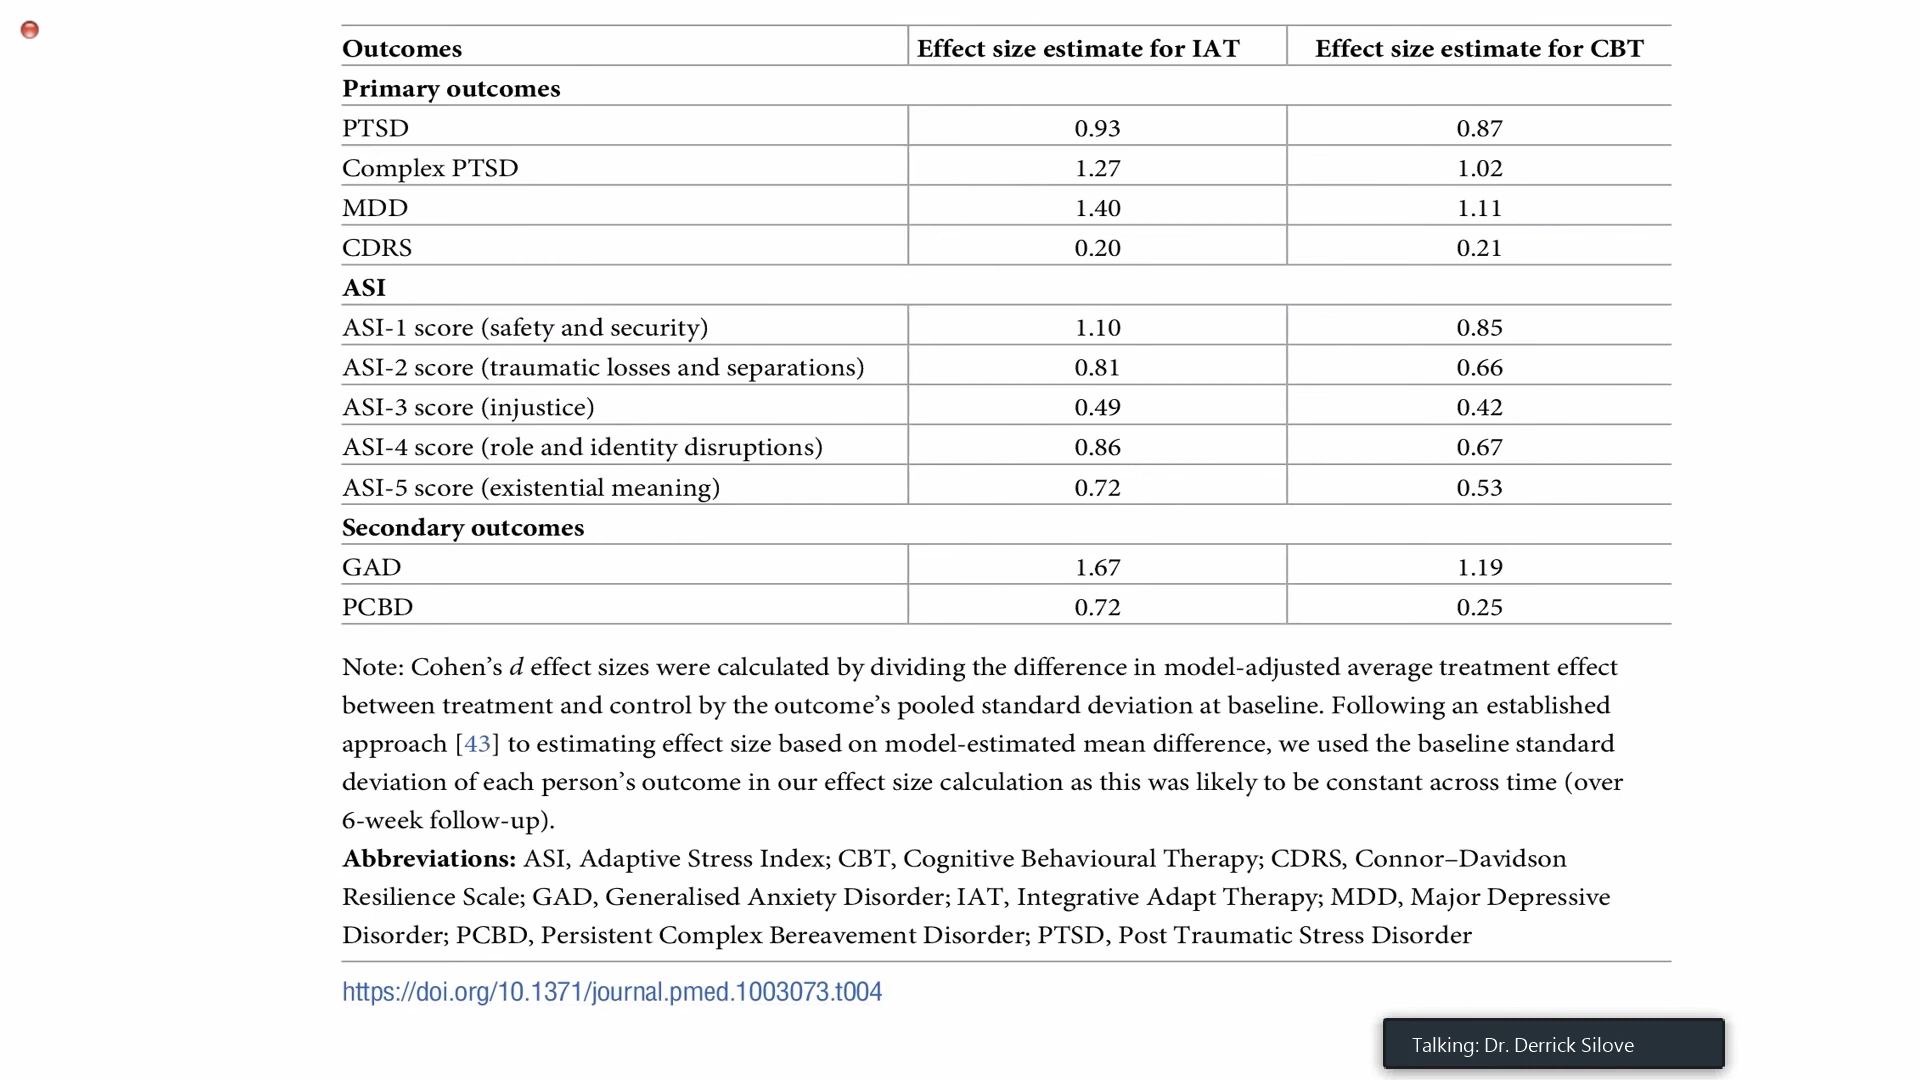 Outcomes Effect size estimate for IAT Effect size estimate for CBT
Primary outcomes
PTSD 0.93 0.87
Complex PTSD 1.27 1.02
MDD 1.40 1.11
CDRS 0.20 0.21
ASI
ASI-1 score (safety and security) 1.10 0.85
ASI-2 score (traumatic losses and separations) 0.81 0.66
ASI-3 score (injustice) 0.49 0.42
ASI-4 score (role and identity disruptions) 0.86 0.67
ASI-5 score (existential meaning) 0.72 0.53
Secondary outcomes
GAD 1.67 1.19
PCBD 0.72 0.25
Note: Cohen’s d effect sizes were calculated by dividing the difference in model-adjusted average treatment effect
between treatment and control by the outcome’s pooled standard deviation at baseline. Following an established
approach [43] to estimating effect size based on model-estimated mean difference, we used the baseline standard
deviation of each person’s outcome in our effect size calculation as this was likely to be constant across time (over
6-week follow-up).
Abbreviations: ASI, Adaptive Stress Index; CBT, Cognitive Behavioural Therapy; CDRS, Connor–Davidson
Resilience Scale; GAD, Generalised Anxiety Disorder; IAT, Integrative Adapt Therapy; MDD, Major Depressive
Disorder; PCBD, Persistent Complex Bereavement Disorder; PTSD, Post Traumatic Stress Disorder
https://doi.org/10.1371/journal.pmed.1003073.t004
Talking: Dr. Derrick Silove